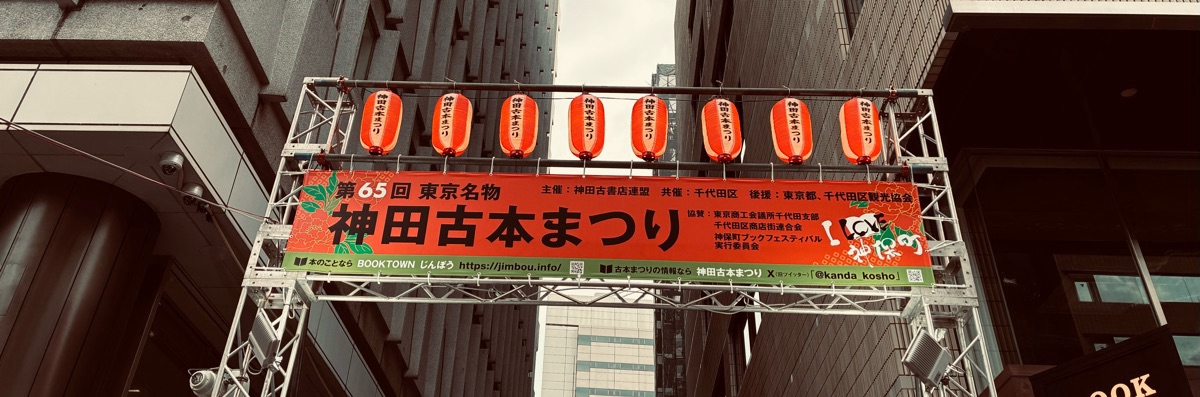 神田古本まつり
神田古本まつり
神田古本まつり
神田古本まつり
神田古本まつり
神田古本まつり
神田古本まつり
神田古本まつり
第65回 東京名物
主催：神田古書店連盟 共催：千代田区 後援：東京都、千代田区観光協会
神田古本まつり
協賛：東京商工会議所千代田支部
千代田区商店街連合会
神保町ブックフェスティバル
実行委員会
I LOVE
神保町
本のことなら BOOKTOWN じんぼう https://jimbou.info/
古本まつりの情報なら 神田古本まつり X（旧ツイッター）「@kanda_kosho」
OOK